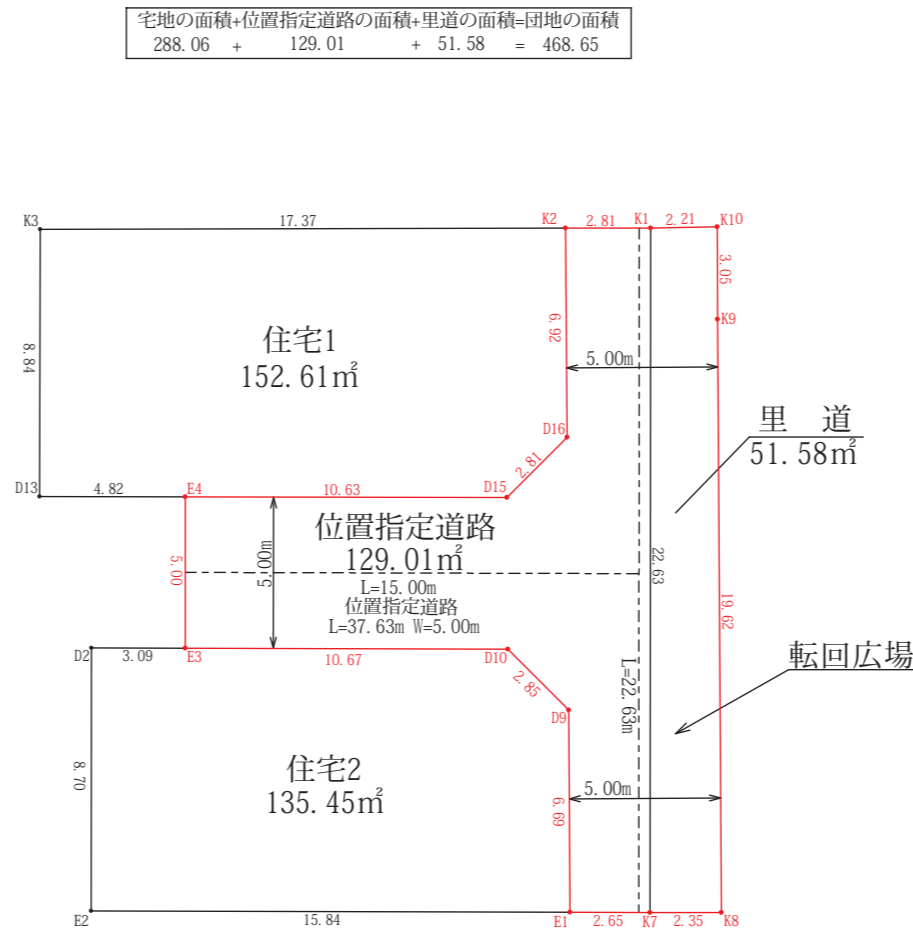 宅地の面積+位置指定道路の面積+里道の面積=団地の面積
288.06 + 129.01 + 51.58 = 468.65
K3
17.37
K2
2.81
K1
2.21
K10
3.05
K9
8.84
住宅1
152.61㎡
6.92
5.00m
里 道
51.58㎡
D16
2.81
D13
4.82
E4
10.63
D15
位置指定道路
129.01㎡
5.00
5.00m
L=15.00m
位置指定道路
L=37.63m W=5.00m
22.63
19.62
D2
3.09
E3
10.67
D10
2.85
D9
L=22.63m
転回広場
8.70
住宅2
135.45㎡
6.69
5.00m
E2
15.84
E1
2.65
K7
2.35
K8